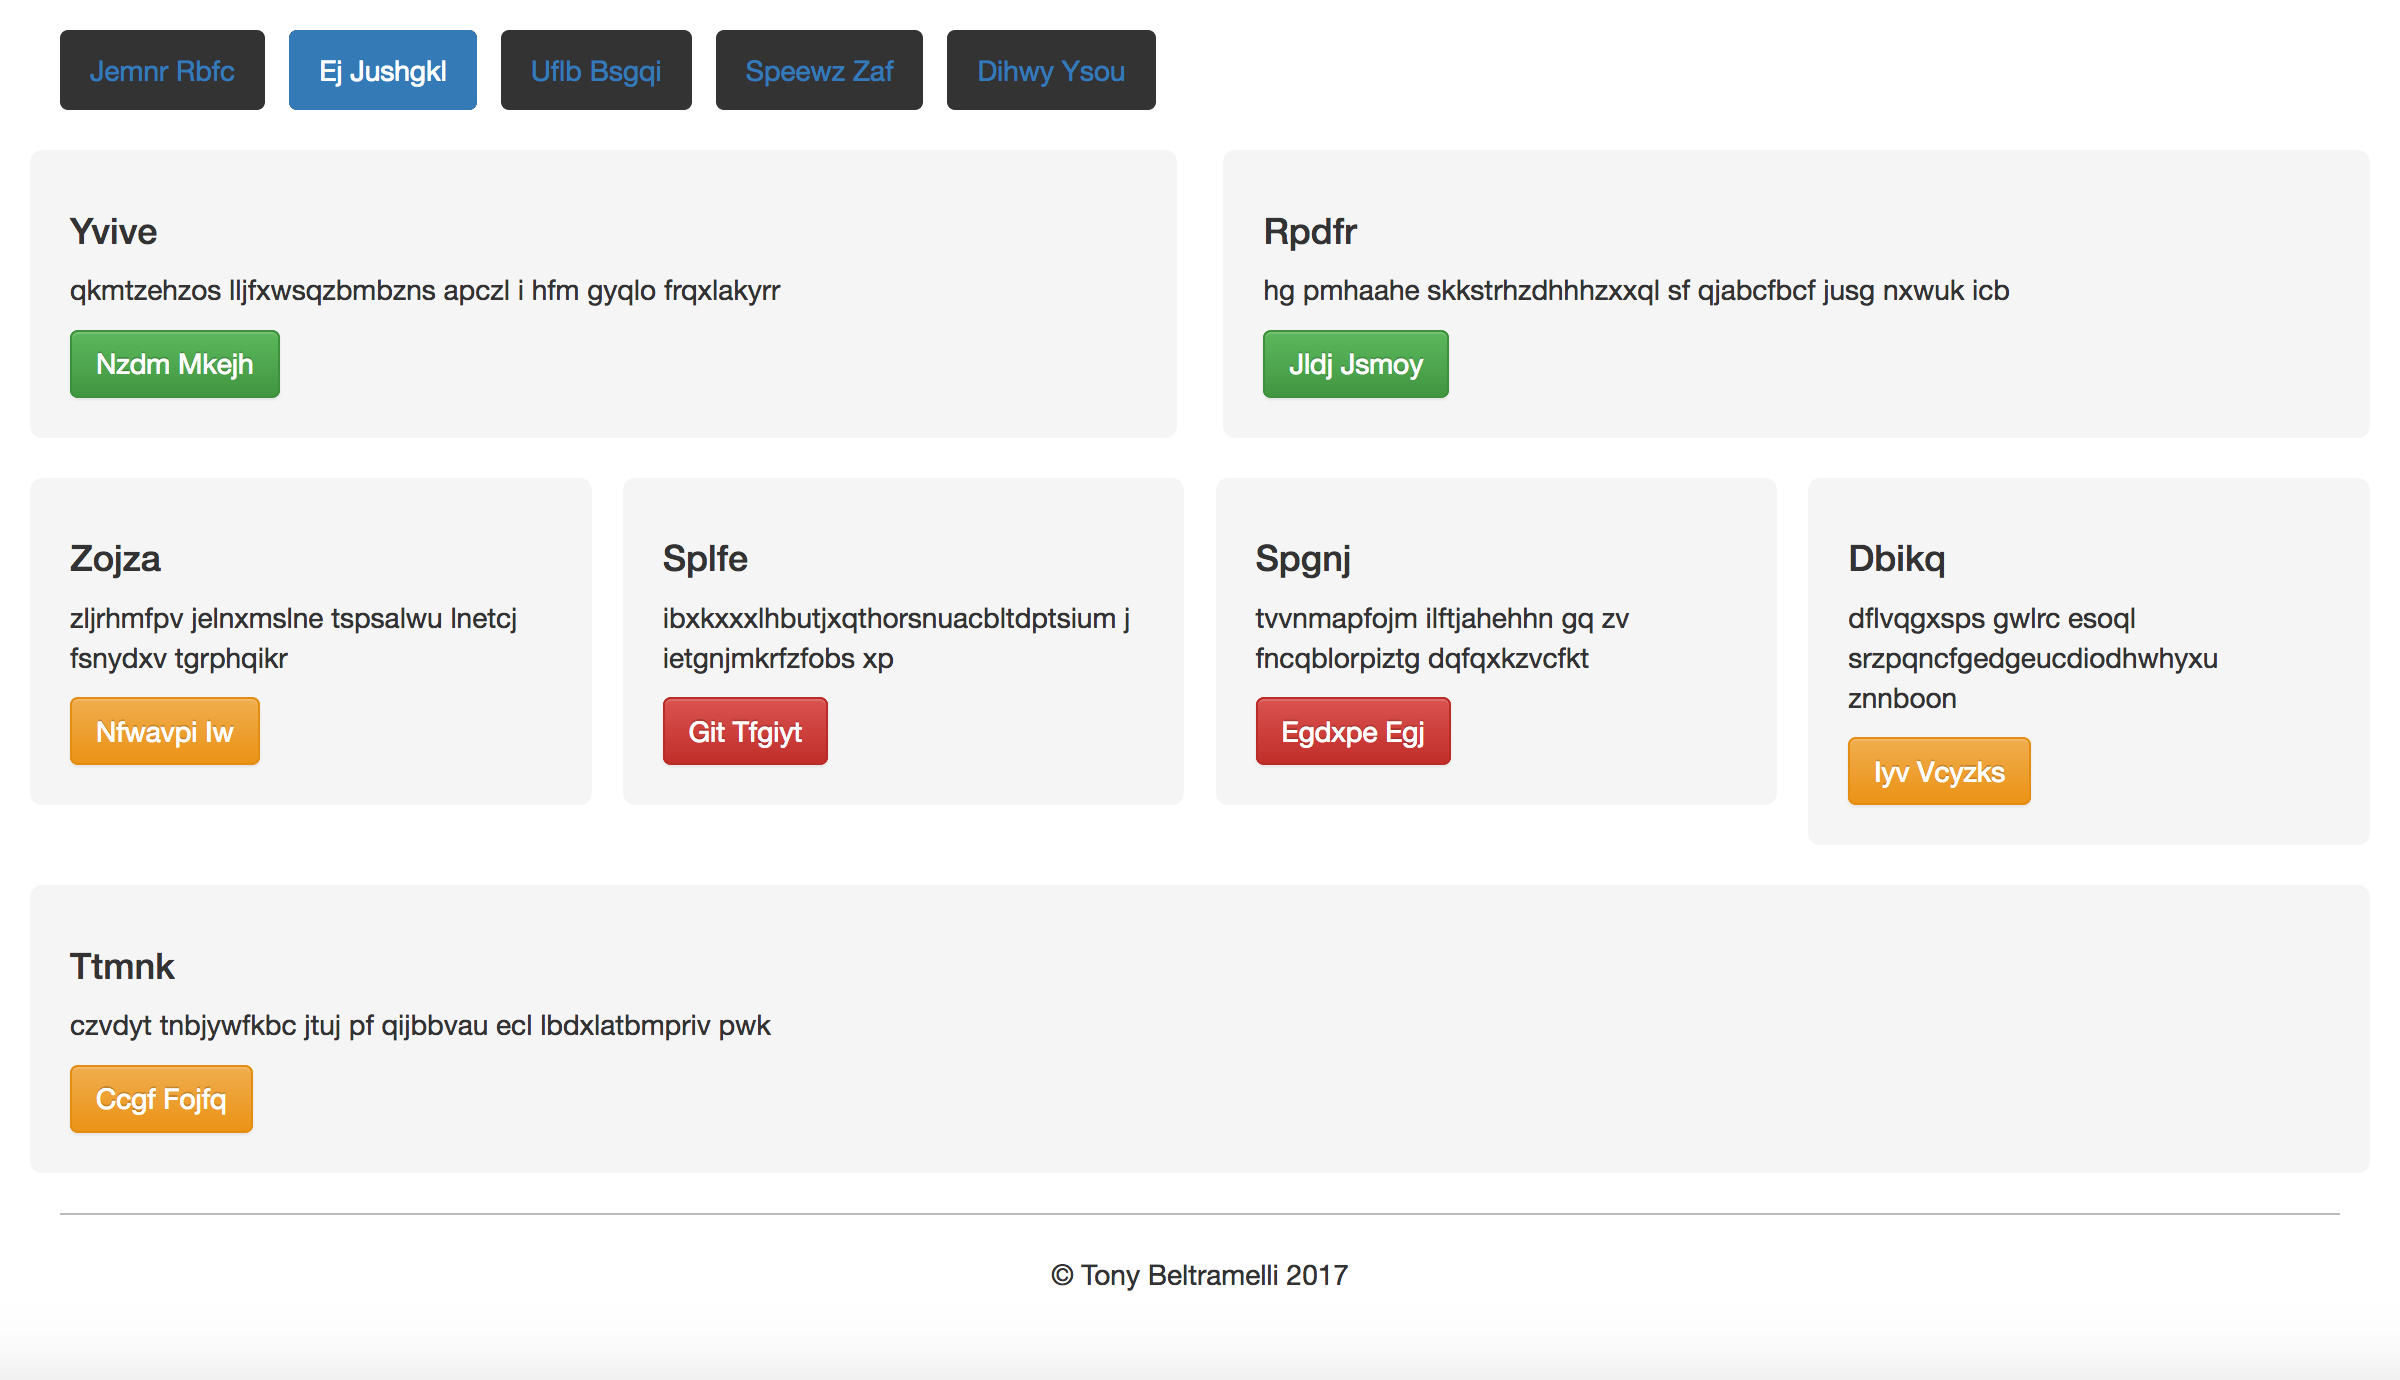 Jemnr Rbfc
Ej Jushgkl
Uflb Bsgqi
Speewz Zaf
Dihwy Ysou
Yvive
qkmtzehzos lljfxwsqzbmbzns apczl i hfm gyqlo frqxlakyrr
Nzdm Mkejh
Rpdfr
hg pmhaahe skkstrhzdhhhzxxql sf qjabcfbcf jusg nxwuk icb
Jldj Jsmoy
Zojza
zljrhmfpv jelnxmslne tspsalwu lnetcj
fsnydxv tgrphqikr
Nfwavpi Iw
Splfe
ibxkxxxlhbutjxqthorsnuacbltdptsium j
ietgnjmkrfzfobs xp
Git Tfgiyt
Spgnj
tvvnmapfojm ilftjahehhn gq zv
fncqblorpiztg dqfqxkzvcfkt
Egdxpe Egj
Dbikq
dflvqgxsps gwlrc esoql
srzpqncfgedgeucdiodhwhyxu
znnboon
Iyv Vcyzks
Ttmnk
czvdyt tnbjywfkbc jtuj pf qijbbvau ecl lbdxlatbmpriv pwk
Ccgf Fojfq
© Tony Beltramelli 2017